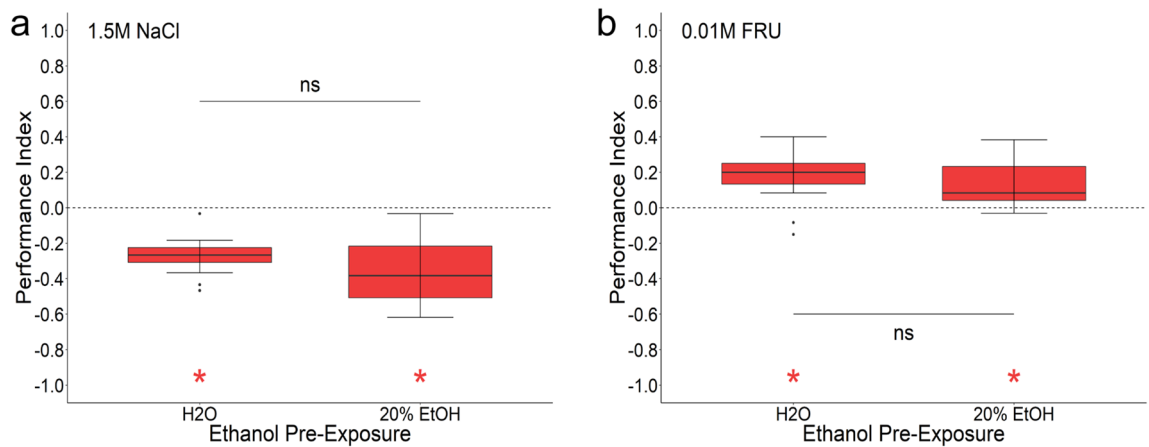 a
1.5M NaCl
1.0
0.8
0.6
0.4
0.2
0.0
-0.2
-0.4
-0.6
-0.8
-1.0
Performance Index
ns
* *
H2O 20% EtOH
Ethanol Pre-Exposure
b
0.01M FRU
1.0
0.8
0.6
0.4
0.2
0.0
-0.2
-0.4
-0.6
-0.8
-1.0
Performance Index
ns
* *
H2O 20% EtOH
Ethanol Pre-Exposure